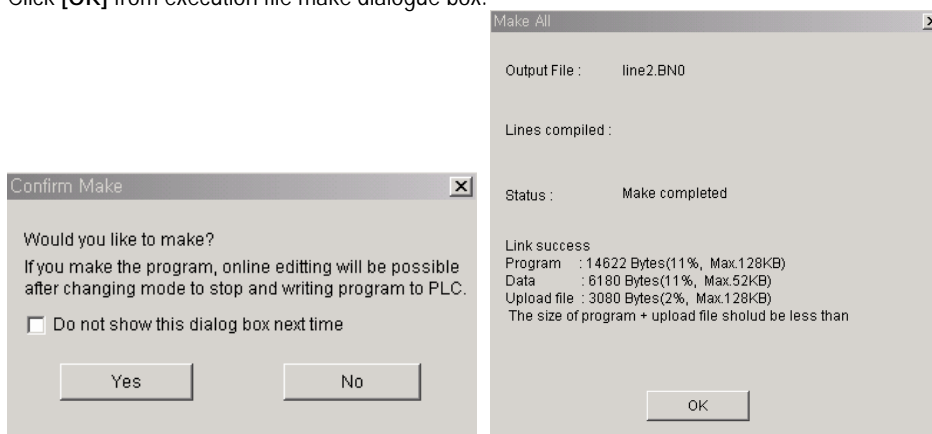 Click [OK] from execution file make dialogue box.
Confirm Make
Would you like to make?
If you make the program, online editting will be possible
after changing mode to stop and writing program to PLC.
Do not show this dialog box next time
Yes No
Make All
Output File : line2.BN0
Lines compiled :
Status : Make completed
Link success
Program : 14622 Bytes(11%, Max.128KB)
Data : 6180 Bytes(11%, Max.52KB)
Upload file : 3080 Bytes(2%, Max.128KB)
The size of program + upload file sholud be less than
OK